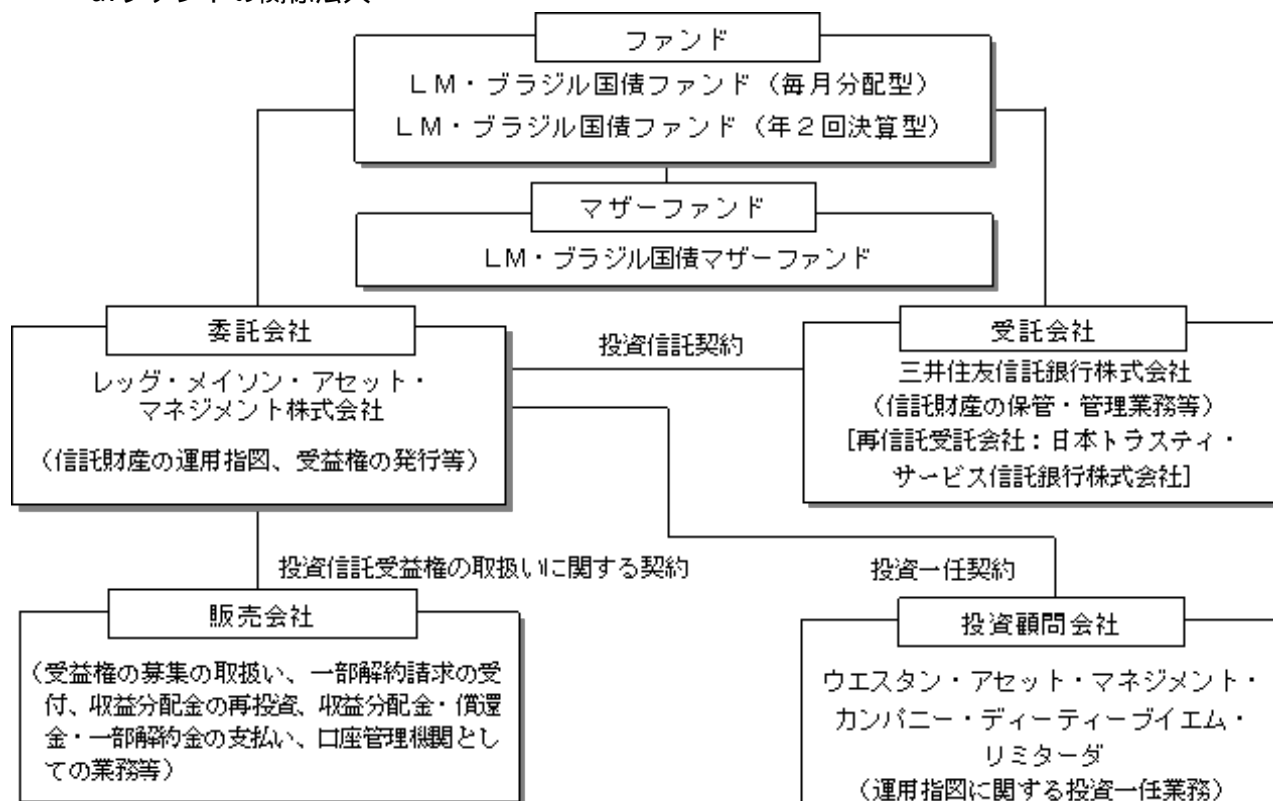 ファンド
ＬＭ・ブラジル国債ファンド（毎月分配型）
ＬＭ・ブラジル国債ファンド（年２回決算型）
マザーファンド
ＬＭ・ブラジル国債マザーファンド
委託会社
レッグ・メイソン・アセット・
マネジメント株式会社
（信託財産の運用指図、受益権の発行等）
投資信託契約
受託会社
三井住友信託銀行株式会社
（信託財産の保管・管理業務等）
[再信託受託会社：日本トラスティ・
サービス信託銀行株式会社]
投資信託受益権の取扱いに関する契約
投資一任契約
販売会社
（受益権の募集の取扱い、一部解約請求の受
付、収益分配金の再投資、収益分配金・償還
金・一部解約金の支払い、口座管理機関とし
ての業務等）
投資顧問会社
ウエスタン・アセット・マネジメント・
カンパニー・ディーティーブイエム・
リミターダ
（運用指図に関する投資一任業務）